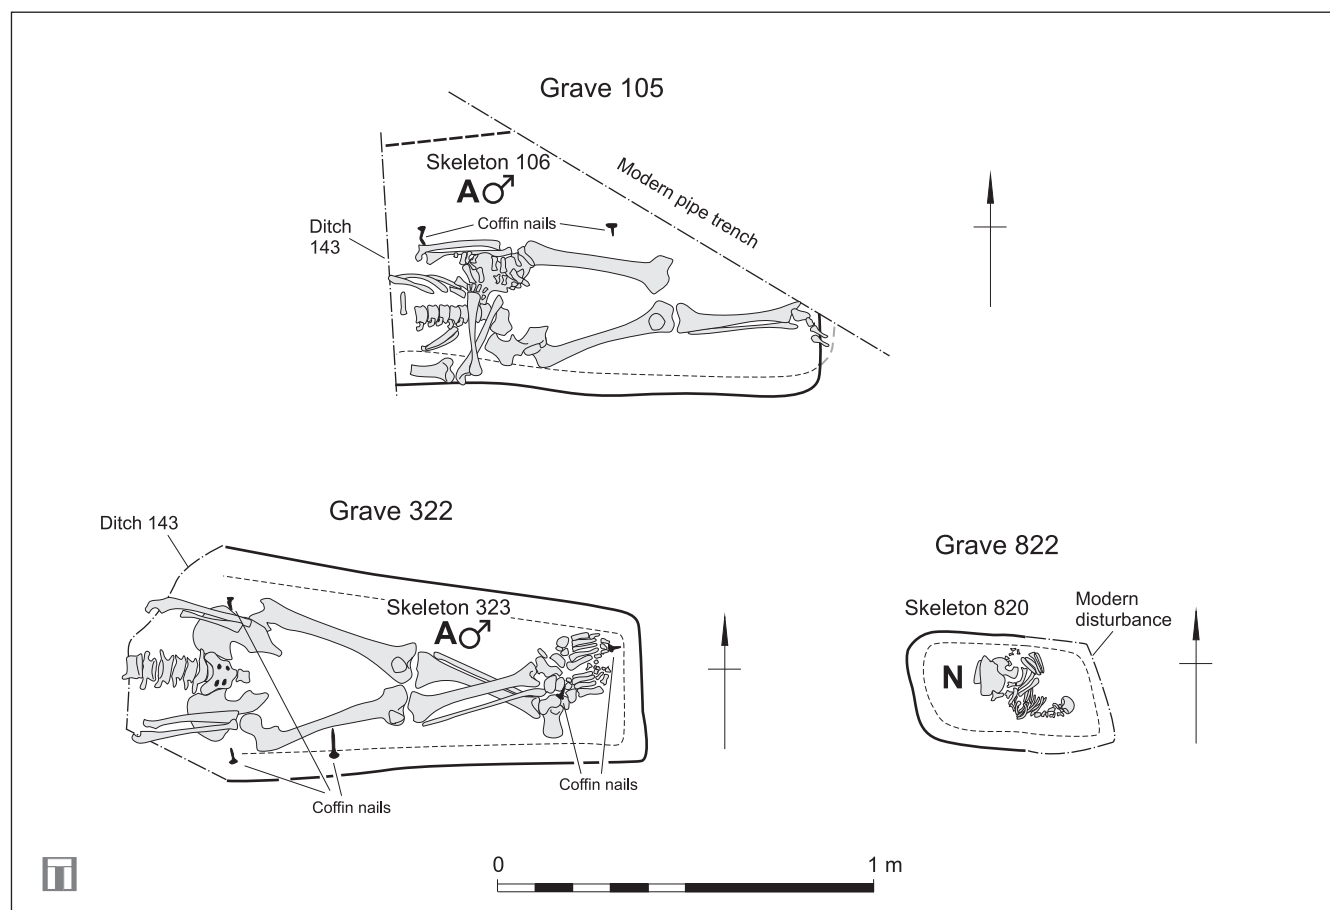 Grave 105
Skeleton 106
A♂
Modern pipe trench
Coffin nails
Ditch
143
Grave 322
Ditch 143
Skeleton 323
A♂
Coffin nails
Coffin nails
Grave 822
Skeleton 820
Modern
disturbance
N
0
1 m